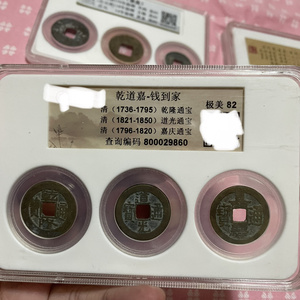 乾道嘉-钱到家
极美 82
清（1736-1795）乾隆通宝
清（1821-1850）道光通宝
清（1796-1820）嘉庆通宝
查询编码 800029860